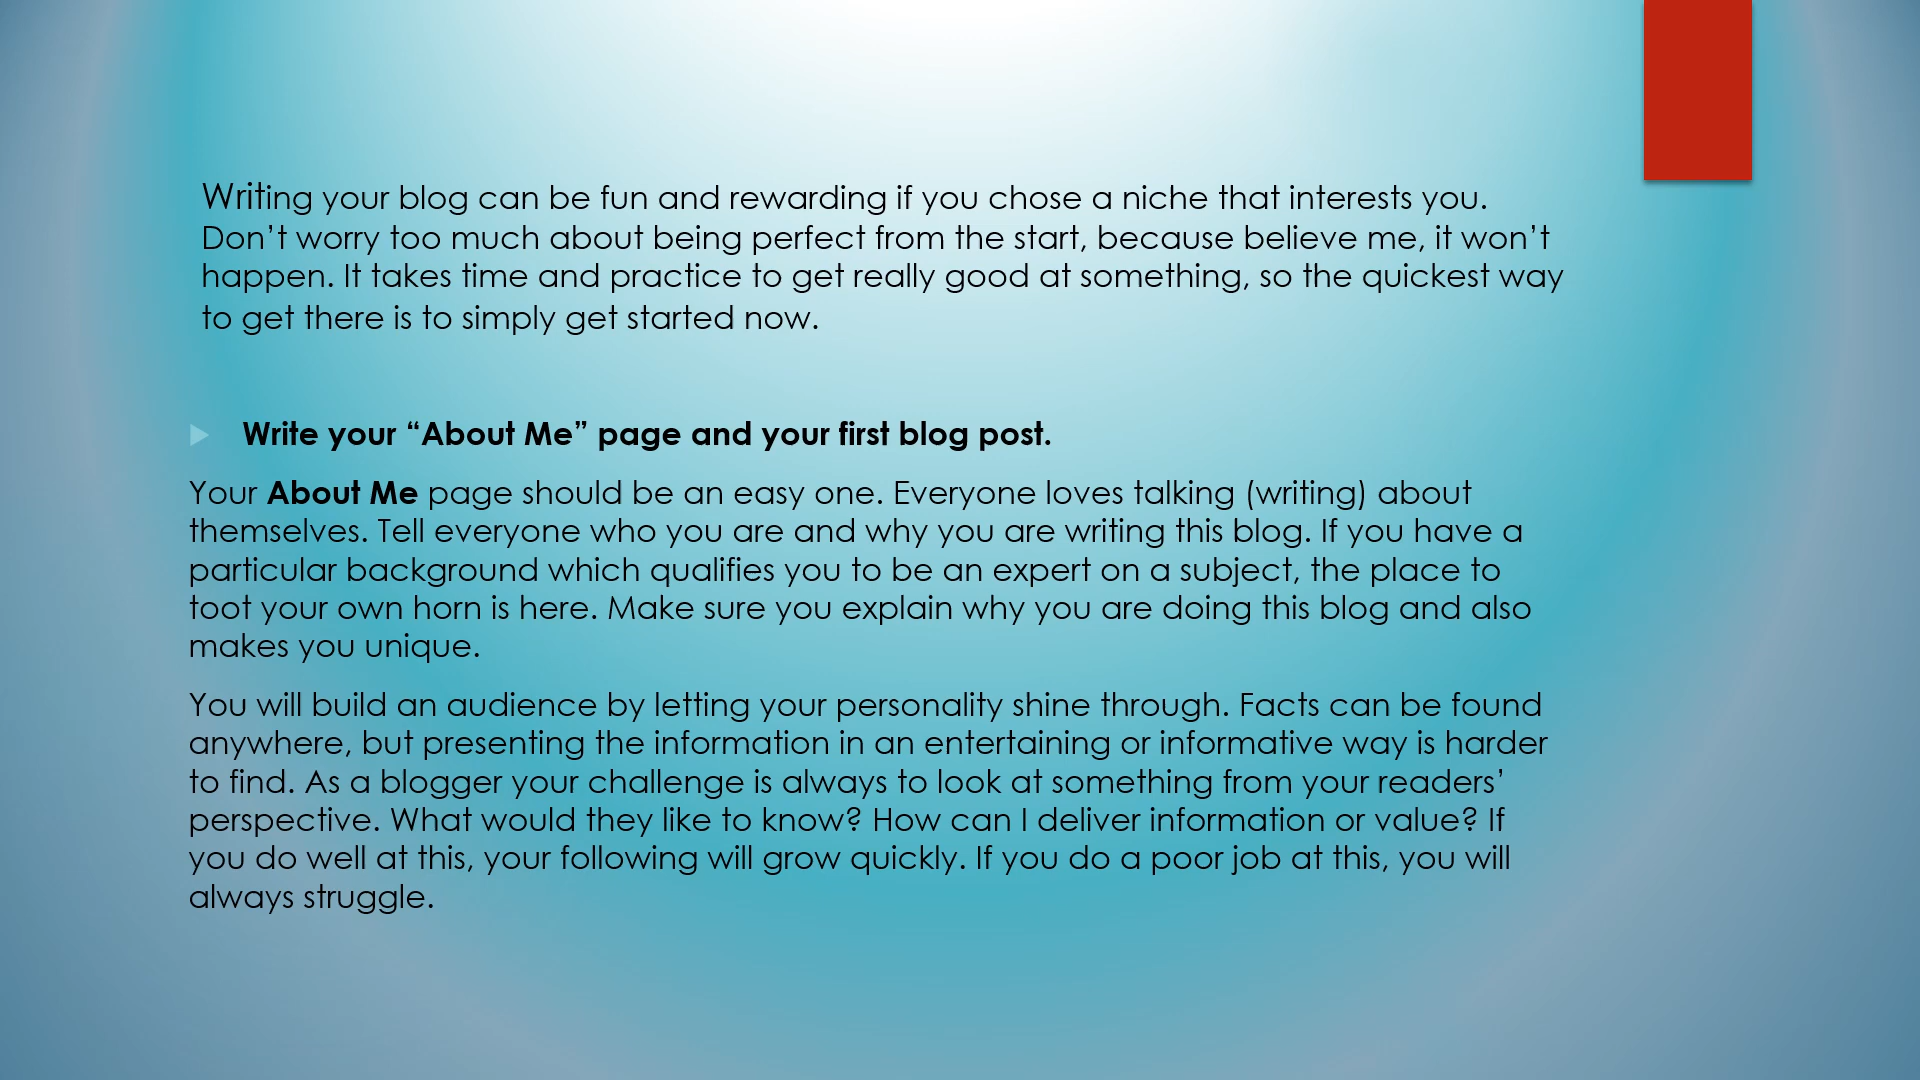 Writing your blog can be fun and rewarding if you chose a niche that interests you.
Don’t worry too much about being perfect from the start, because believe me, it won’t
happen. It takes time and practice to get really good at something, so the quickest way
to get there is to simply get started now.
Write your “About Me” page and your first blog post.
Your About Me page should be an easy one. Everyone loves talking (writing) about
themselves. Tell everyone who you are and why you are writing this blog. If you have a
particular background which qualifies you to be an expert on a subject, the place to
toot your own horn is here. Make sure you explain why you are doing this blog and also
makes you unique.
You will build an audience by letting your personality shine through. Facts can be found
anywhere, but presenting the information in an entertaining or informative way is harder
to find. As a blogger your challenge is always to look at something from your readers’
perspective. What would they like to know? How can I deliver information or value? If
you do well at this, your following will grow quickly. If you do a poor job at this, you will
always struggle.